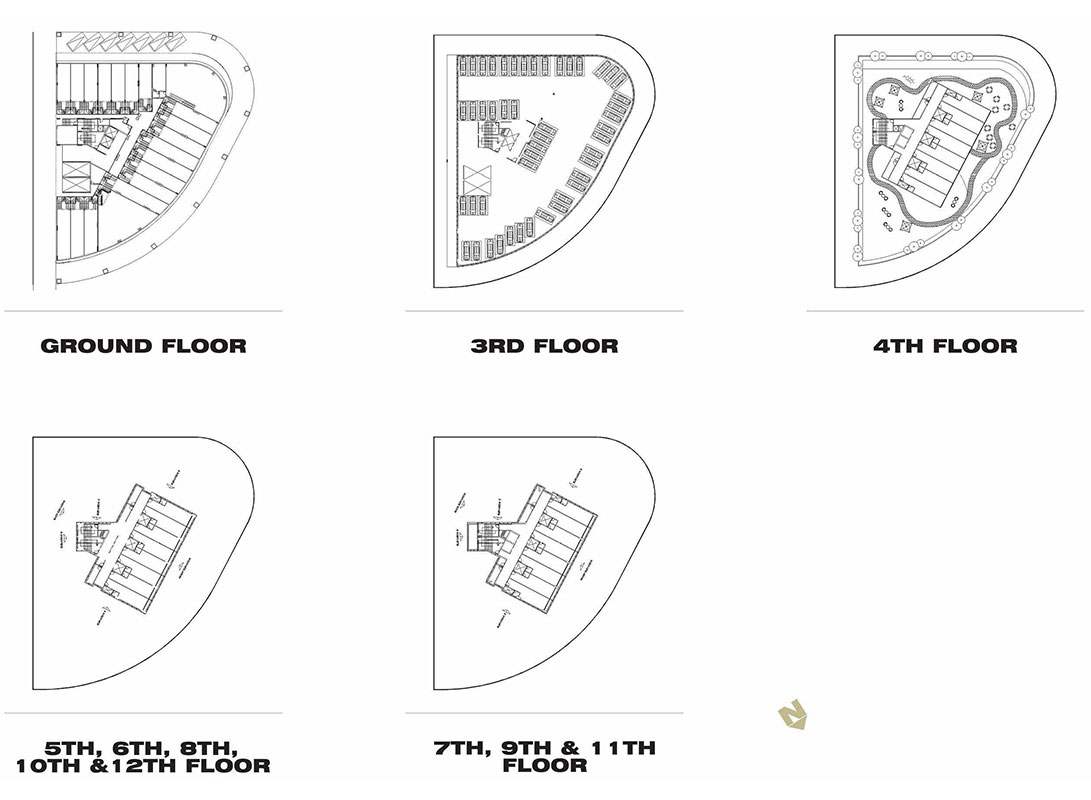 GROUND FLOOR
3RD FLOOR
4TH FLOOR
5TH, 6TH, 8TH,
10TH &12TH FLOOR
7TH, 9TH & 11TH
FLOOR
N